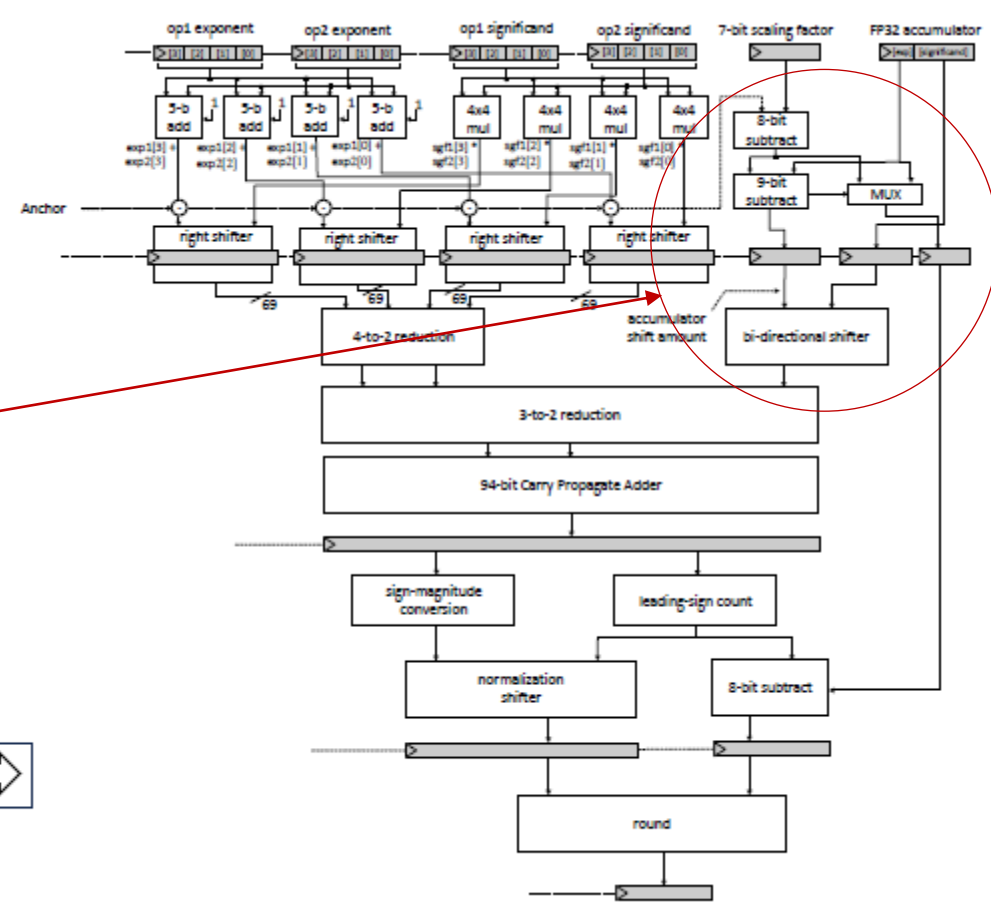 op1 exponent op2 exponent op1 significand op2 significand 7-bit scaling factor FP32 accumulator
[3] [2] [1] [0] [3] [2] [1] [0] [3] [2] [1] [0] [3] [2] [1] [0] [exp] [significand]
5-b add 1 5-b add 1 5-b add 1 5-b add 1 4x4 mul 4x4 mul 4x4 mul 4x4 mul
8-bit subtract
exp1[3] + exp1[2] + exp1[1] + exp1[0] + sgf1[3] * sgf1[2] * sgf1[1] * sgf1[0] *
exp2[3] exp2[2] exp2[1] exp2[0] sgf2[3] sgf2[2] sgf2[1] sgf2[0]
9-bit subtract MUX
Anchor - - - -
right shifter right shifter right shifter right shifter
69 69 69 69
accumulator
shift amount
4-to-2 reduction bi-directional shifter
3-to-2 reduction
94-bit Carry Propagate Adder
sign-magnitude
conversion
leading-sign count
normalization
shifter
8-bit subtract
round